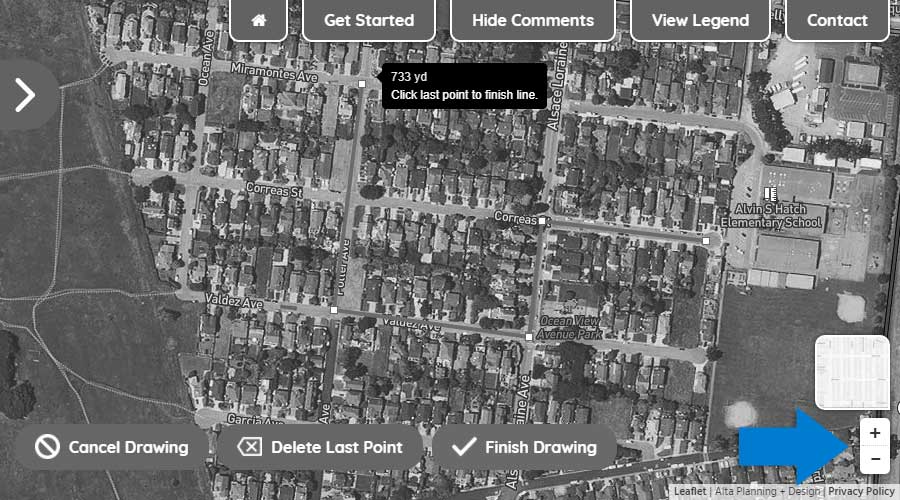 Get Started
Hide Comments
View Legend
Contact
Ocean Ave
Miramontes Ave
733 yd
Click last point to finish line.
Alsace Loraine
Correas St
Correas
Alvin S Hatch
Elementary School
Potter Ave
Valdez Ave
Valdez Ave
Ocean View
Avenue Park
Garcia Ave
Ave
aine Ave
Cancel Drawing
Delete Last Point
Finish Drawing
+
−
Leaflet | Alta Planning + Design | Privacy Policy